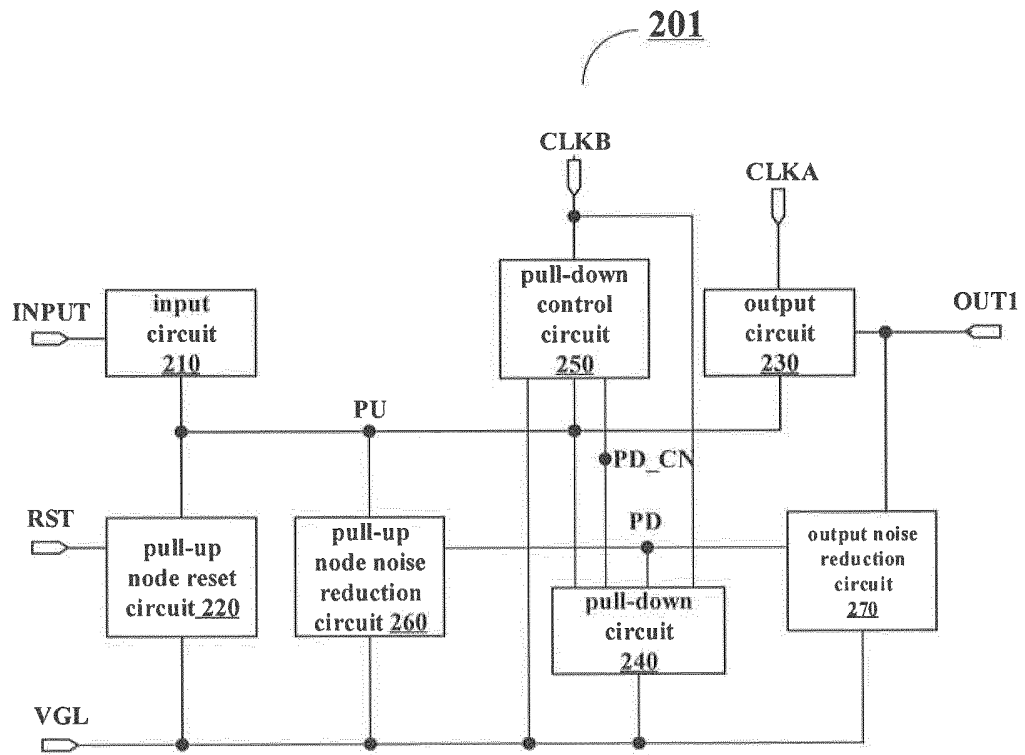 201
CLKB
CLKA
pull-down
control
circuit
250
INPUT
input
circuit
210
output
circuit
230
OUT1
PU
PD_CN
RST
pull-up
node reset
circuit 220
pull-up
node noise
reduction
circuit 260
PD
output noise
reduction
circuit
270
pull-down
circuit
240
VGL